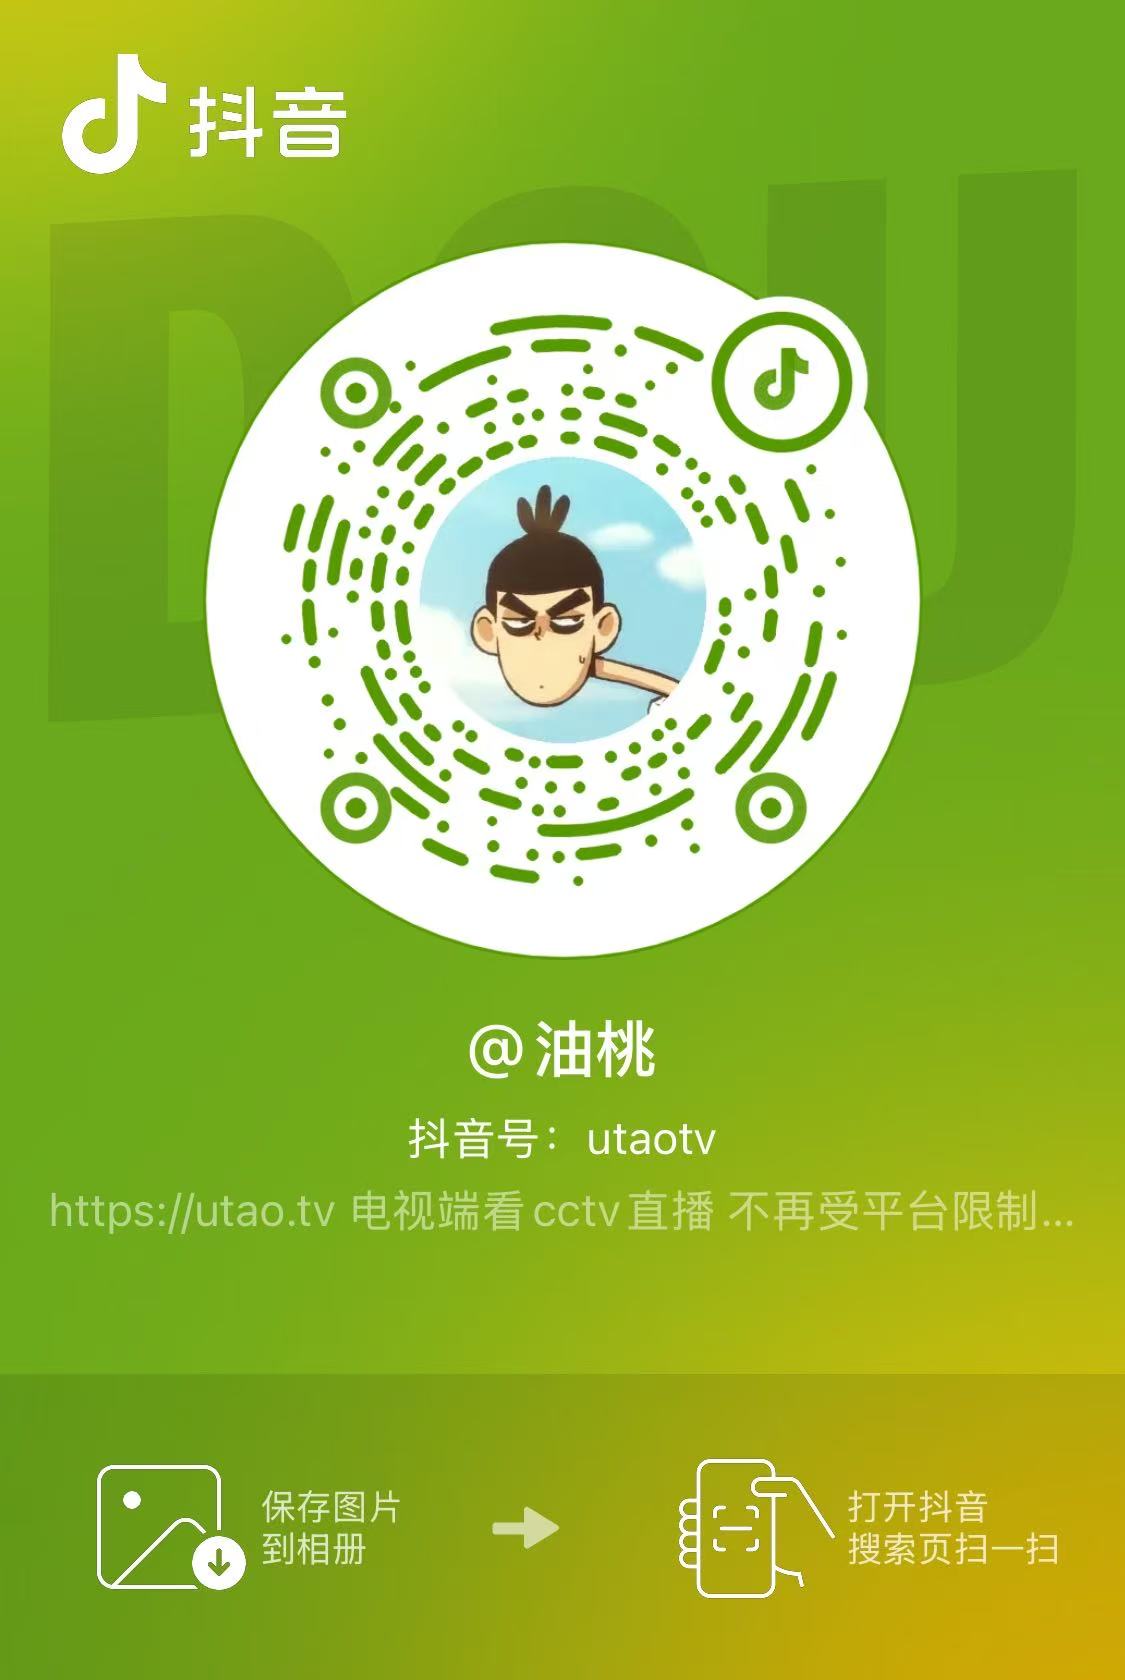 抖音
DOU
@油桃
抖音号：utaotv
https://utao.tv 电视端看cctv直播 不再受平台限制...
保存图片
到相册
打开抖音
搜索页扫一扫